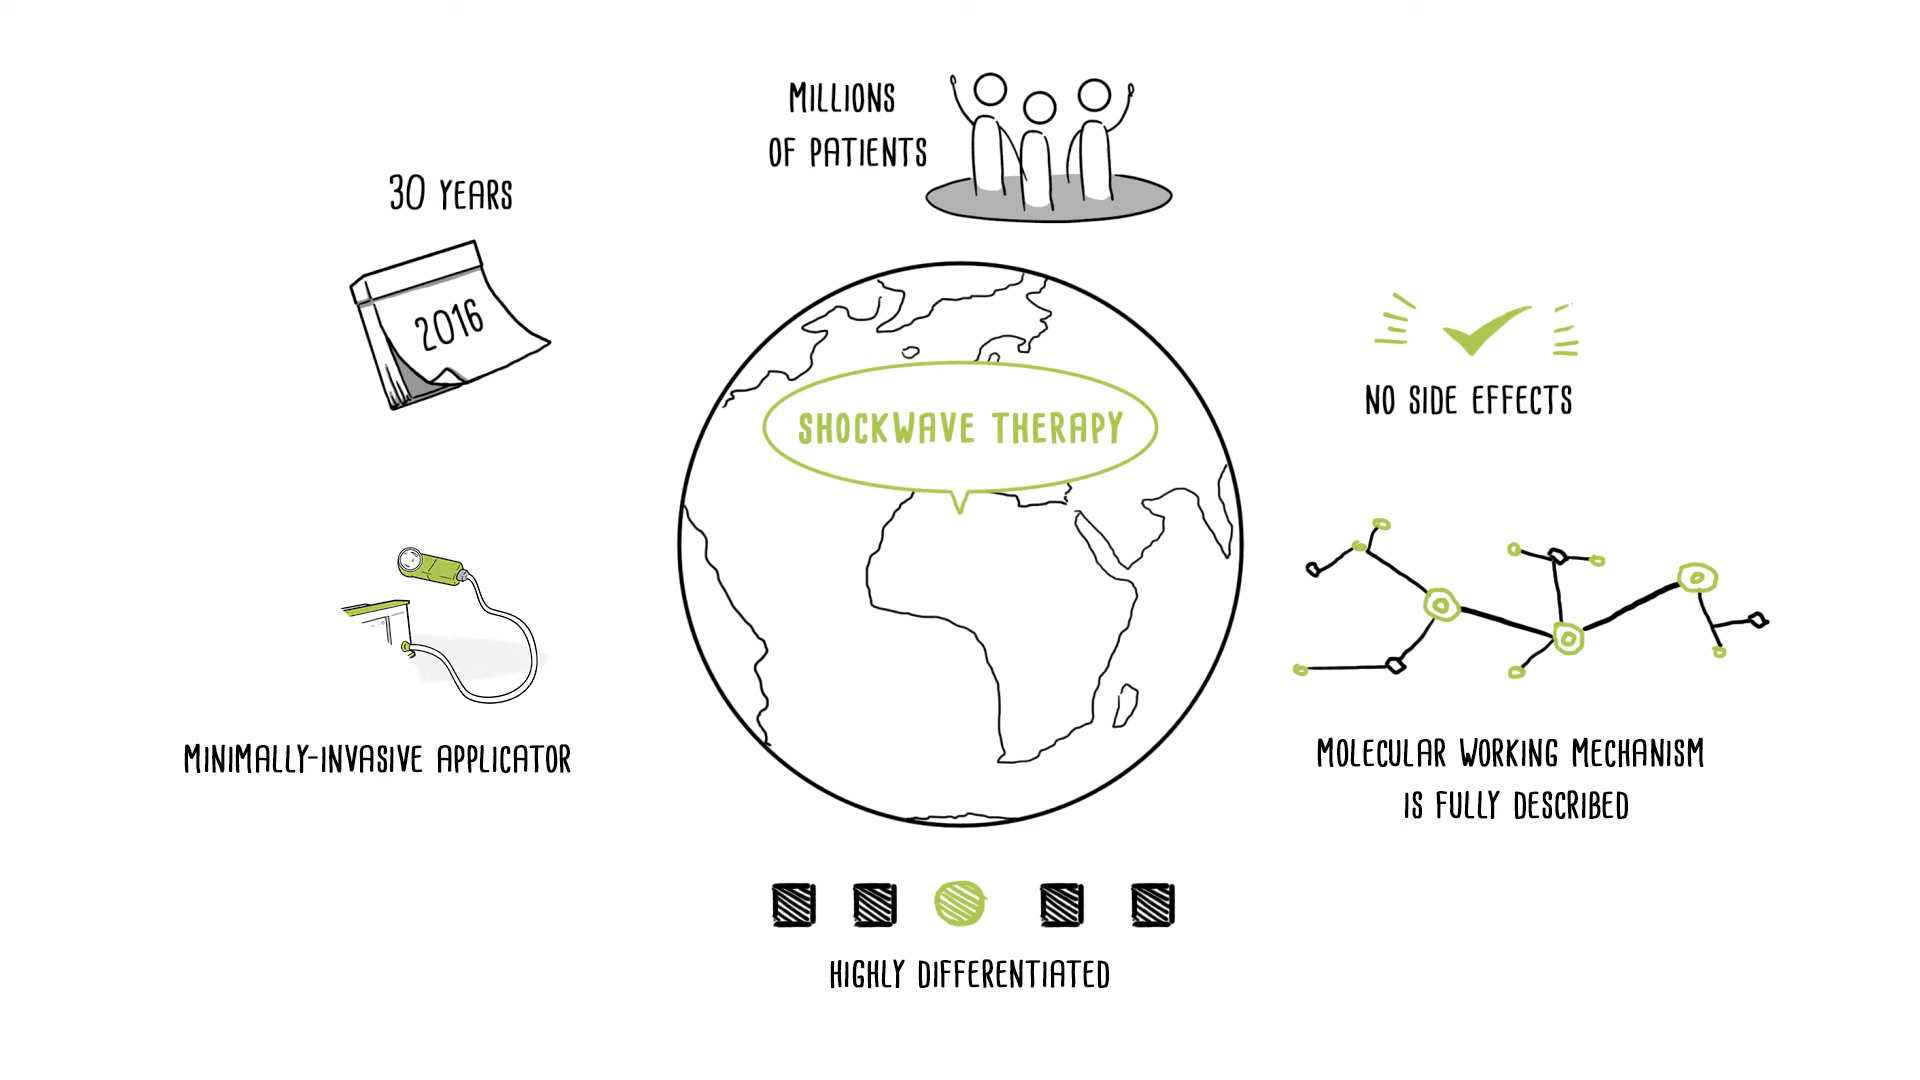 MILLIONS
OF PATIENTS
30 YEARS
2016
NO SIDE EFFECTS
SHOCKWAVE THERAPY
MINIMALLY-INVASIVE APPLICATOR
MOLECULAR WORKING MECHANISM
IS FULLY DESCRIBED
HIGHLY DIFFERENTIATED